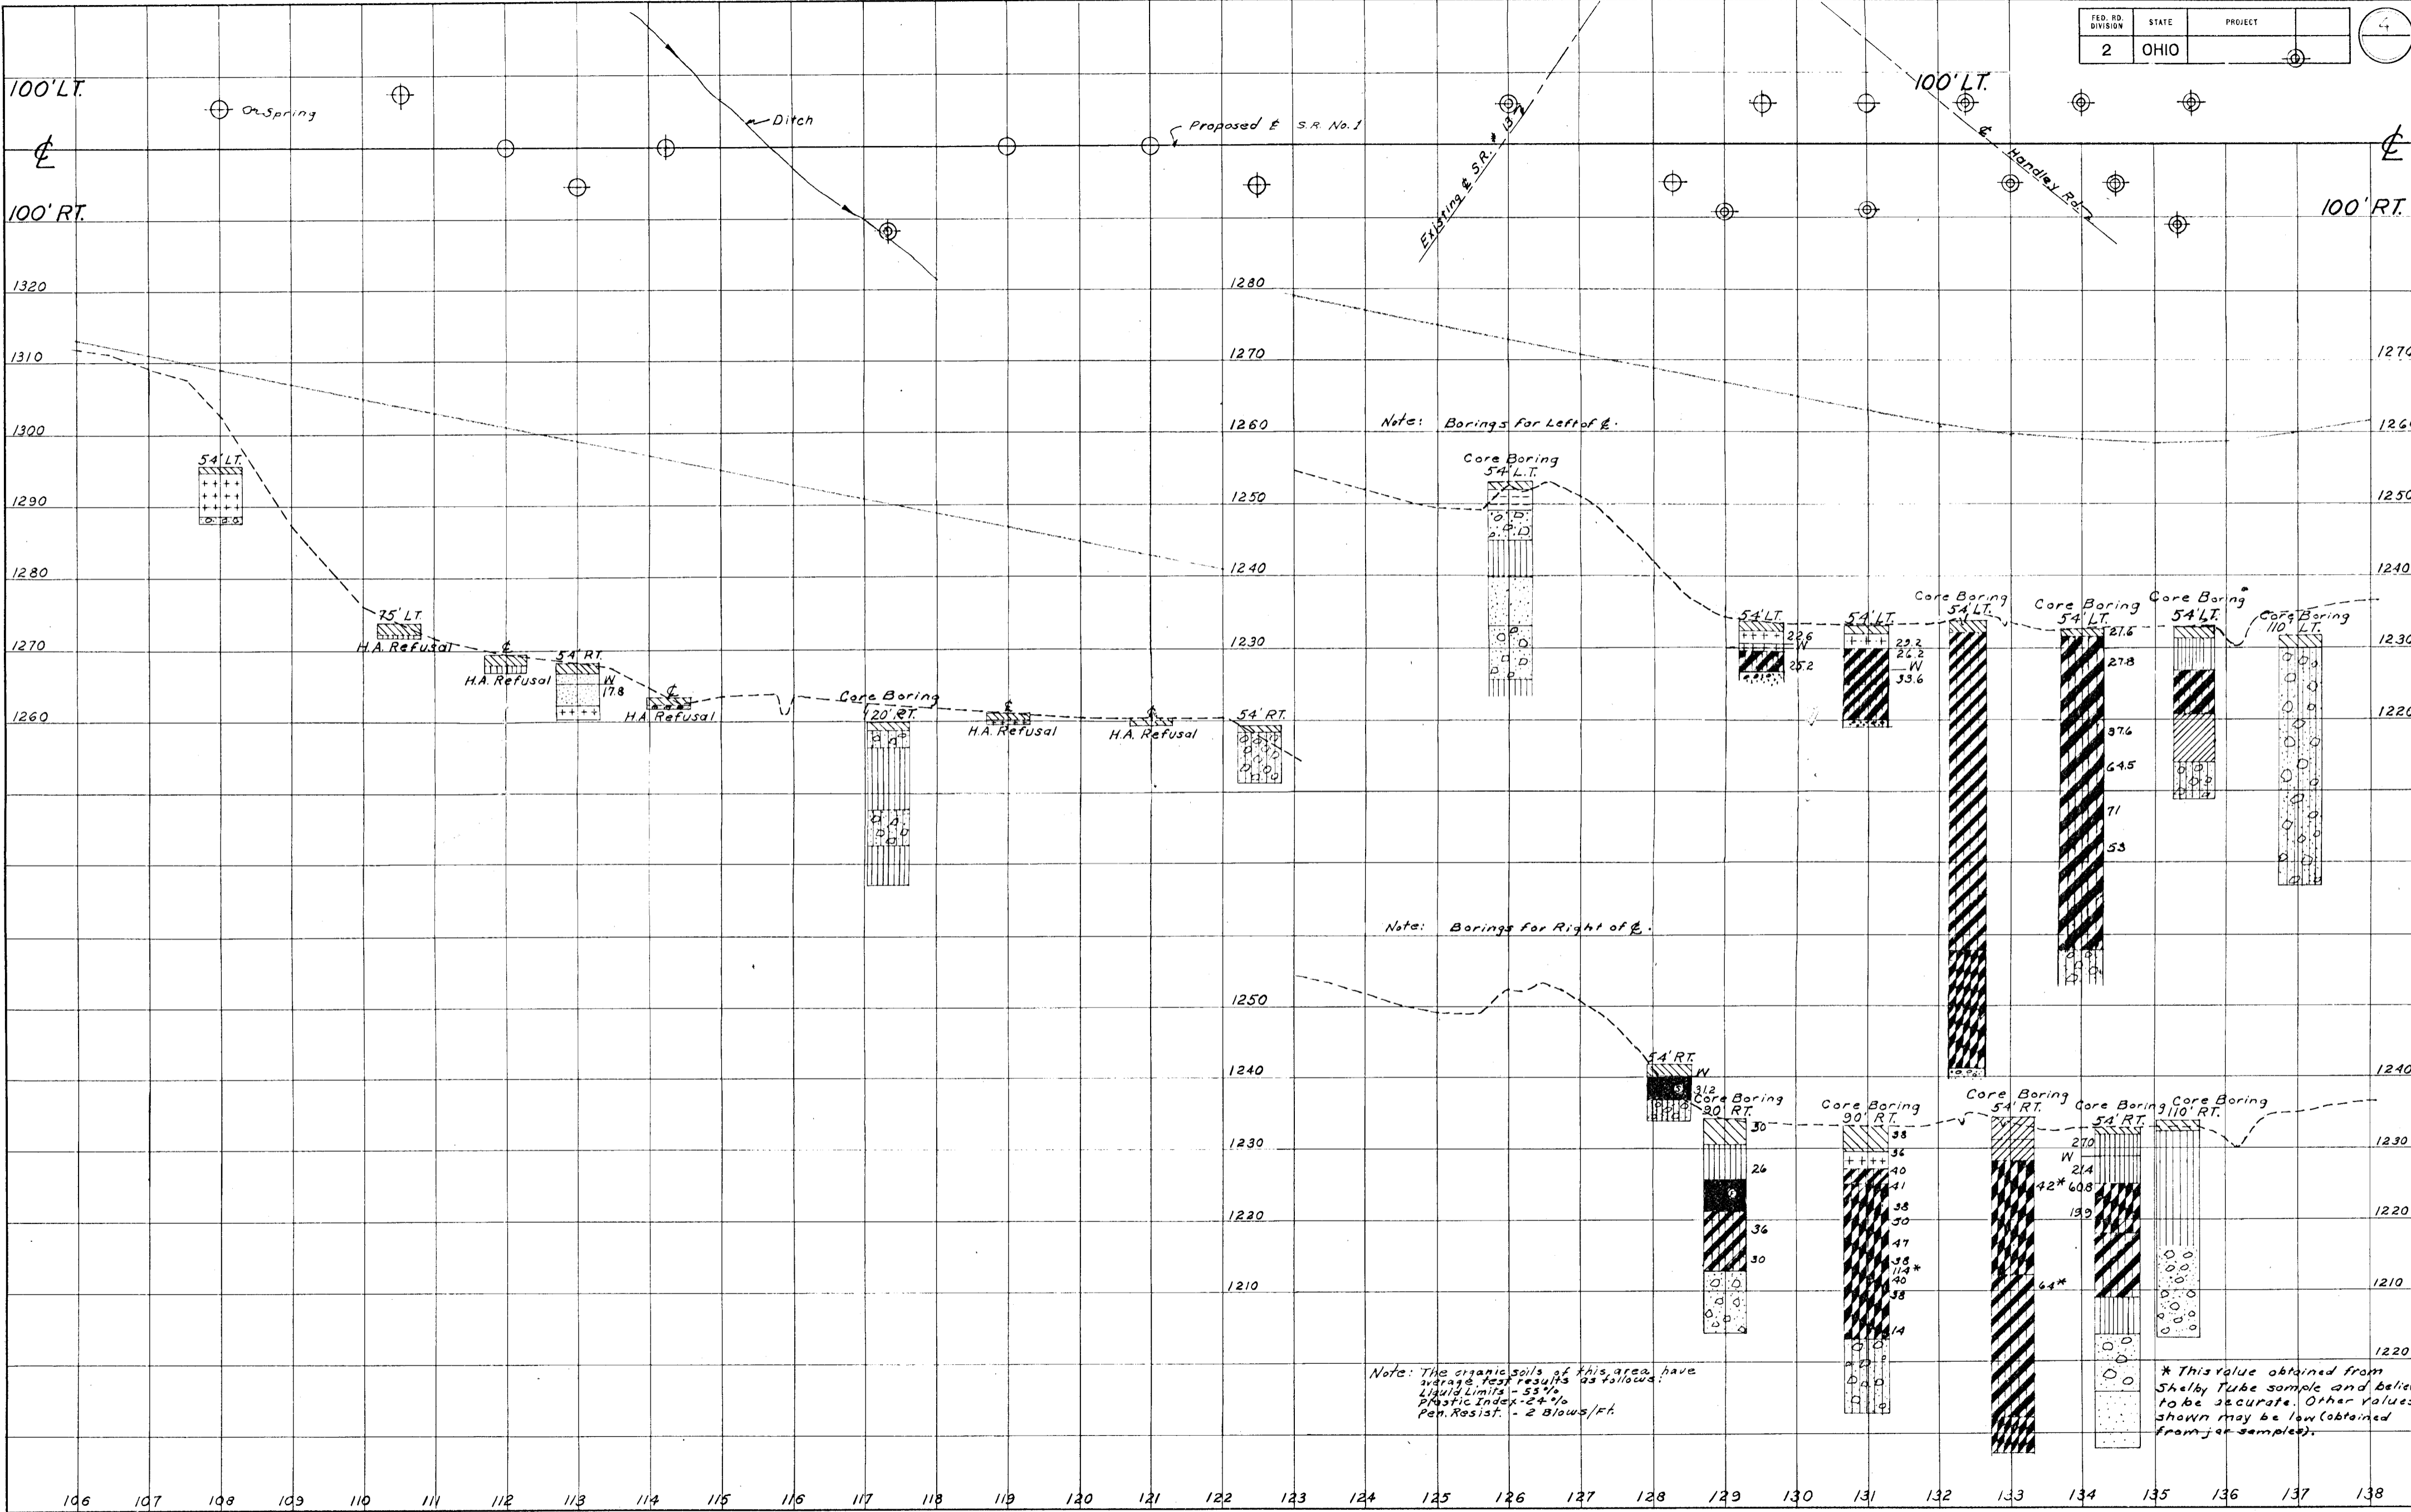 FED. RD. DIVISION STATE PROJECT
2 OHIO
4
100' LT.
100' LT.
Spring
Ditch
Proposed ℄ S.R. No. 1
Existing ℄ S.R. # 13
℄
Handley Rd.
℄
℄
100' RT.
100' RT.
1320
1280
1310
1270
1270
1300
1260
Note: Borings for Left of ℄.
Core Boring
54' LT.
54' L.T.
1290
1250
1250
1280
1240
1240
75' LT.
H.A. Refusal
1270
℄
H.A. Refusal
54' RT.
W
17.8
℄
H.A. Refusal
1230
1230
54' LT.
22.6
W
25.2
54' LT.
29.2
26.2
W
33.6
Core Boring
54' LT.
Core Boring
54' LT.
27.6
27.8
37.6
64.5
71
53
Core Boring
54' LT.
Core Boring
110' LT.
1260
Core Boring
120' RT.
℄
H.A. Refusal
℄
H.A. Refusal
54' RT.
1220
Note: Borings for Right of ℄.
1250
1240
1240
54' RT.
W
31.2
Core Boring
90' RT.
30
26
36
30
Core Boring
90' RT.
38
36
40
41
38
50
47
38
114*
40
38
14
Core Boring
54' RT.
42*
64*
Core Boring
54' RT.
27.0
W
21.4
60.8
19.9
Core Boring
110' RT.
1230
1230
1220
1220
1210
1210
1220
Note: The organic soils of this area have
average test results as follows:
Liquid Limits - 55%
Plastic Index - 24%
Pen. Resist. - 2 Blows/Ft.
* This value obtained from
Shelby Tube sample and belie
to be accurate. Other values
shown may be low (obtained
from jar samples).
106 107 108 109 110 111 112 113 114 115 116 117 118 119 120 121 122 123 124 125 126 127 128 129 130 131 132 133 134 135 136 137 138